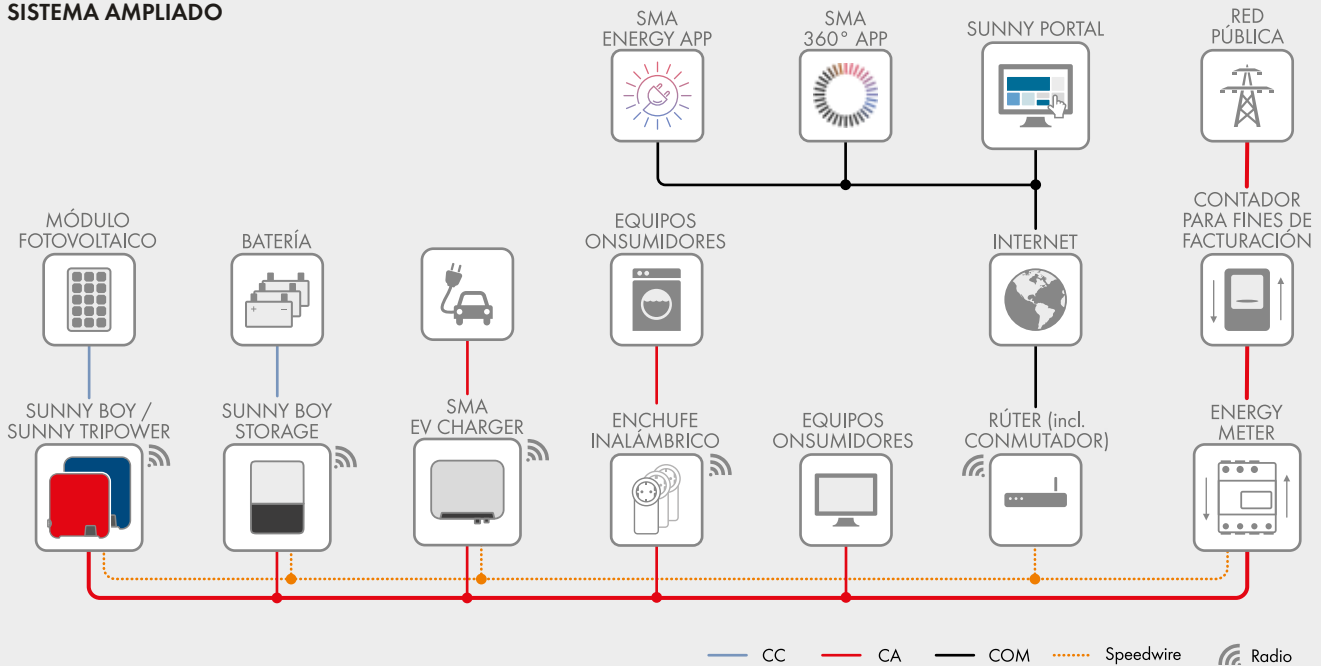 SISTEMA AMPLIADO
SMA
ENERGY APP
SMA
360° APP
SUNNY PORTAL
RED
PÚBLICA
MÓDULO
FOTOVOLTAICO
BATERÍA
EQUIPOS
ONSUMIDORES
INTERNET
CONTADOR
PARA FINES DE
FACTURACIÓN
SUNNY BOY /
SUNNY TRIPOWER
SUNNY BOY
STORAGE
SMA
EV CHARGER
ENCHUFE
INALÁMBRICO
EQUIPOS
ONSUMIDORES
RÚTER (incl.
CONMUTADOR)
ENERGY
METER
CC
CA
COM
Speedwire
Radio